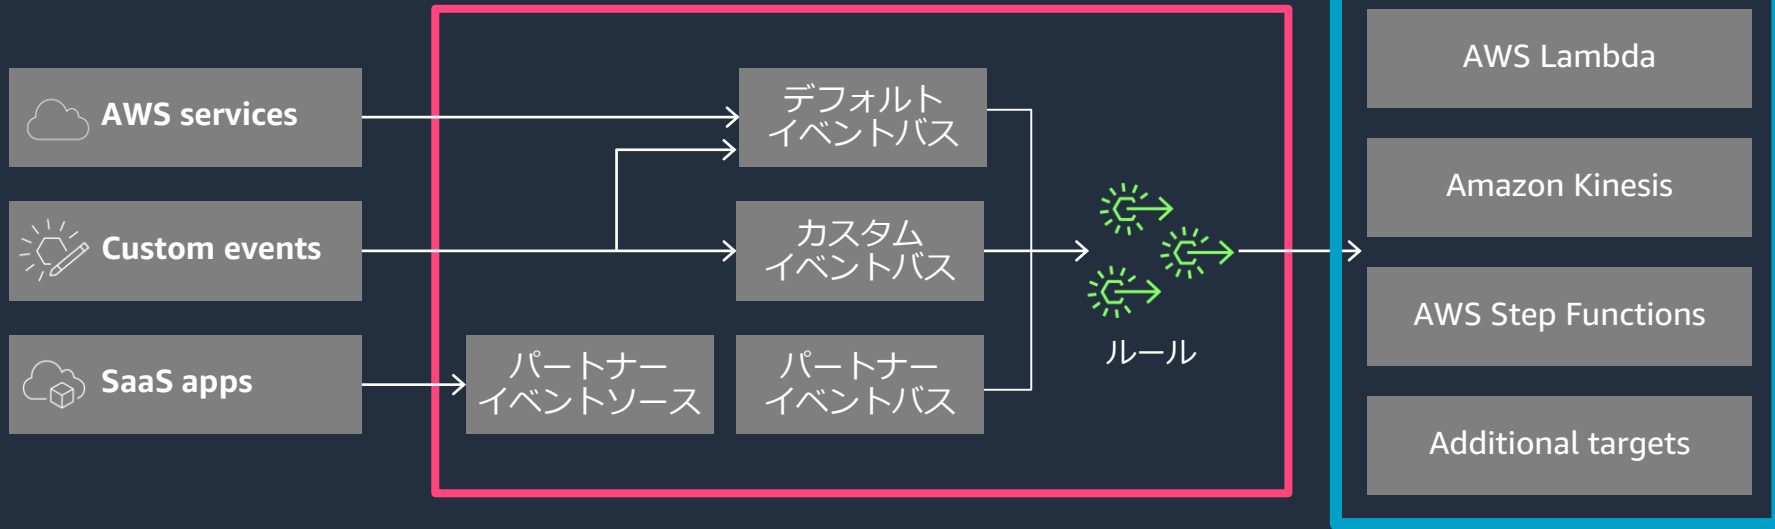 AWS services
Custom events
SaaS apps
パートナー
イベントソース
デフォルト
イベントバス
カスタム
イベントバス
パートナー
イベントバス
ルール
AWS Lambda
Amazon Kinesis
AWS Step Functions
Additional targets